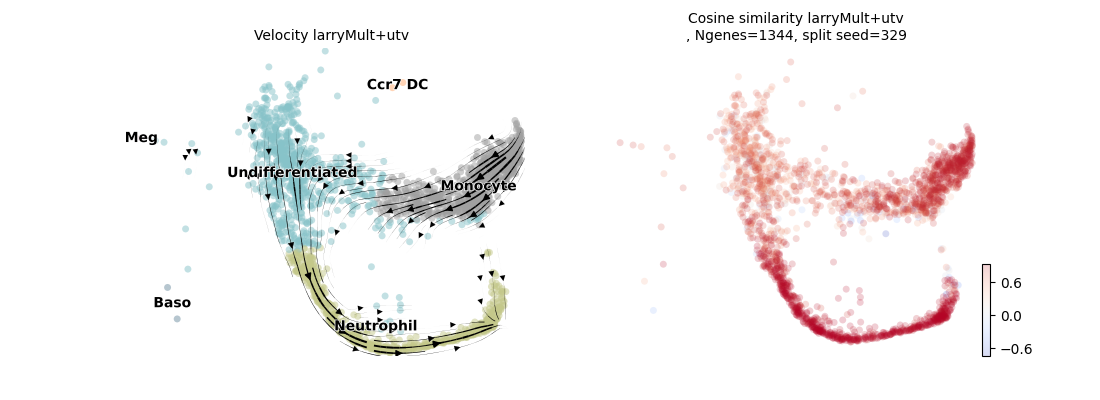 Velocity larryMult+utv
Ccr7 DC
Meg
Undifferentiated
Monocyte
Baso
Neutrophil
Cosine similarity larryMult+utv
, Ngenes=1344, split seed=329
0.6
0.0
−0.6